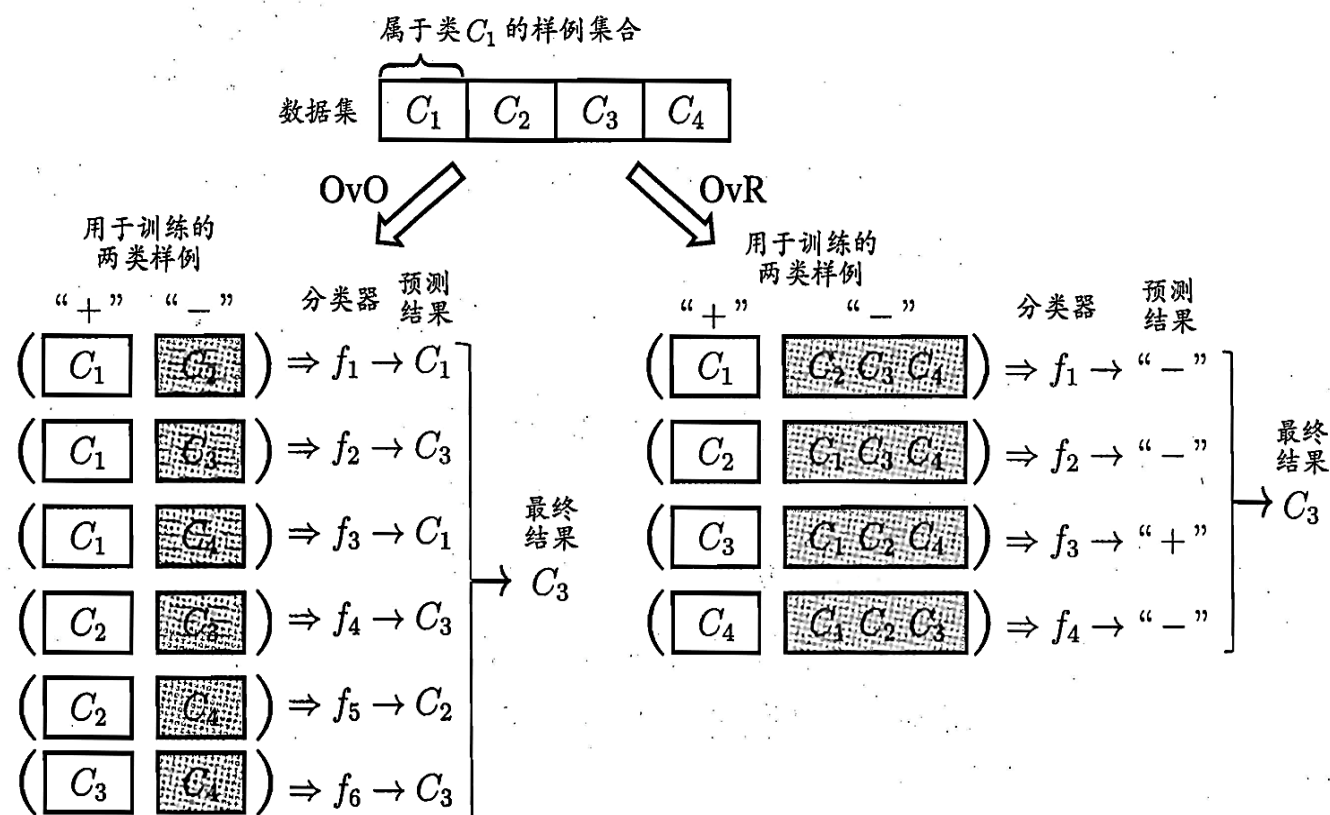 属于类C₁的样例集合
数据集 C₁ C₂ C₃ C₄
OvO
OvR
用于训练的
两类样例
“+” “−” 分类器 预测
结果
( C₁ C₂ ) ⇒ f₁ → C₁
( C₁ C₃ ) ⇒ f₂ → C₃
( C₁ C₄ ) ⇒ f₃ → C₁
( C₂ C₃ ) ⇒ f₄ → C₃
( C₂ C₄ ) ⇒ f₅ → C₂
( C₃ C₄ ) ⇒ f₆ → C₃
最终
结果
C₃
用于训练的
两类样例
“+” “−” 分类器 预测
结果
( C₁ C₂ C₃ C₄ ) ⇒ f₁ → “−”
( C₂ C₁ C₃ C₄ ) ⇒ f₂ → “−”
( C₃ C₁ C₂ C₄ ) ⇒ f₃ → “+”
( C₄ C₁ C₂ C₃ ) ⇒ f₄ → “−”
最终
结果
C₃